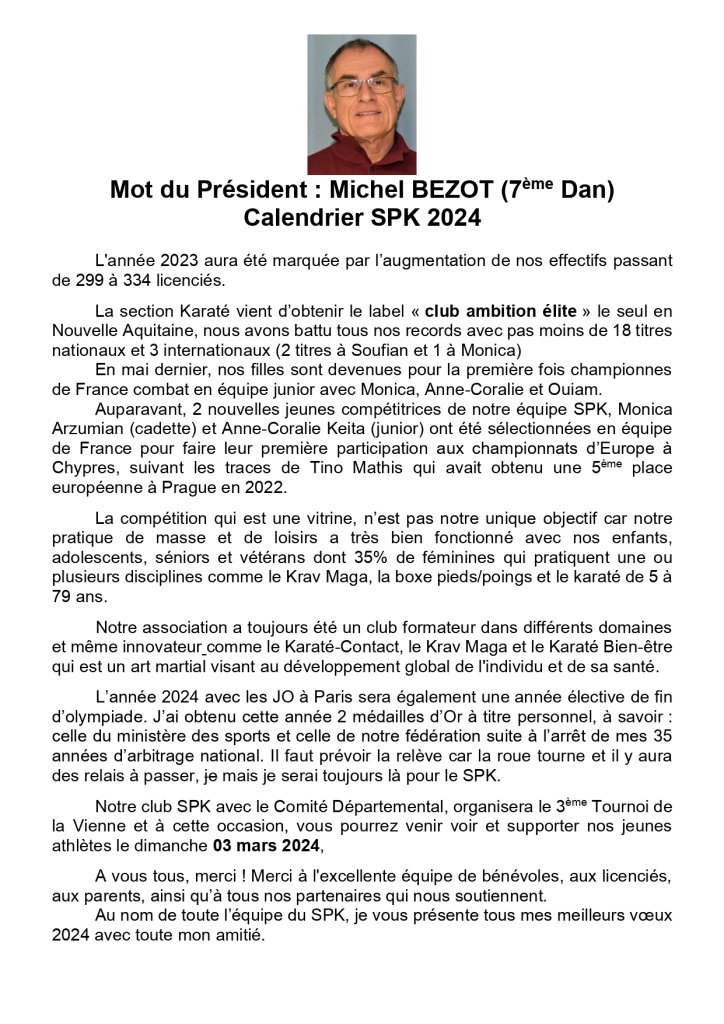 Mot du Président : Michel BEZOT (7ème Dan)
Calendrier SPK 2024
L'année 2023 aura été marquée par l’augmentation de nos effectifs passant
de 299 à 334 licenciés.
La section Karaté vient d’obtenir le label « club ambition élite » le seul en
Nouvelle Aquitaine, nous avons battu tous nos records avec pas moins de 18 titres
nationaux et 3 internationaux (2 titres à Soufian et 1 à Monica)
En mai dernier, nos filles sont devenues pour la première fois championnes
de France combat en équipe junior avec Monica, Anne-Coralie et Ouiam.
Auparavant, 2 nouvelles jeunes compétitrices de notre équipe SPK, Monica
Arzumian (cadette) et Anne-Coralie Keita (junior) ont été sélectionnées en équipe
de France pour faire leur première participation aux championnats d’Europe à
Chypres, suivant les traces de Tino Mathis qui avait obtenu une 5ème place
européenne à Prague en 2022.
La compétition qui est une vitrine, n’est pas notre unique objectif car notre
pratique de masse et de loisirs a très bien fonctionné avec nos enfants,
adolescents, séniors et vétérans dont 35% de féminines qui pratiquent une ou
plusieurs disciplines comme le Krav Maga, la boxe pieds/poings et le karaté de 5 à
79 ans.
Notre association a toujours été un club formateur dans différents domaines
et même innovateur comme le Karaté-Contact, le Krav Maga et le Karaté Bien-être
qui est un art martial visant au développement global de l'individu et de sa santé.
L’année 2024 avec les JO à Paris sera également une année élective de fin
d’olympiade. J’ai obtenu cette année 2 médailles d’Or à titre personnel, à savoir :
celle du ministère des sports et celle de notre fédération suite à l’arrêt de mes 35
années d’arbitrage national. Il faut prévoir la relève car la roue tourne et il y aura
des relais à passer, je mais je serai toujours là pour le SPK.
Notre club SPK avec le Comité Départemental, organisera le 3ème Tournoi de
la Vienne et à cette occasion, vous pourrez venir voir et supporter nos jeunes
athlètes le dimanche 03 mars 2024,
A vous tous, merci ! Merci à l'excellente équipe de bénévoles, aux licenciés,
aux parents, ainsi qu’à tous nos partenaires qui nous soutiennent.
Au nom de toute l’équipe du SPK, je vous présente tous mes meilleurs vœux
2024 avec toute mon amitié.